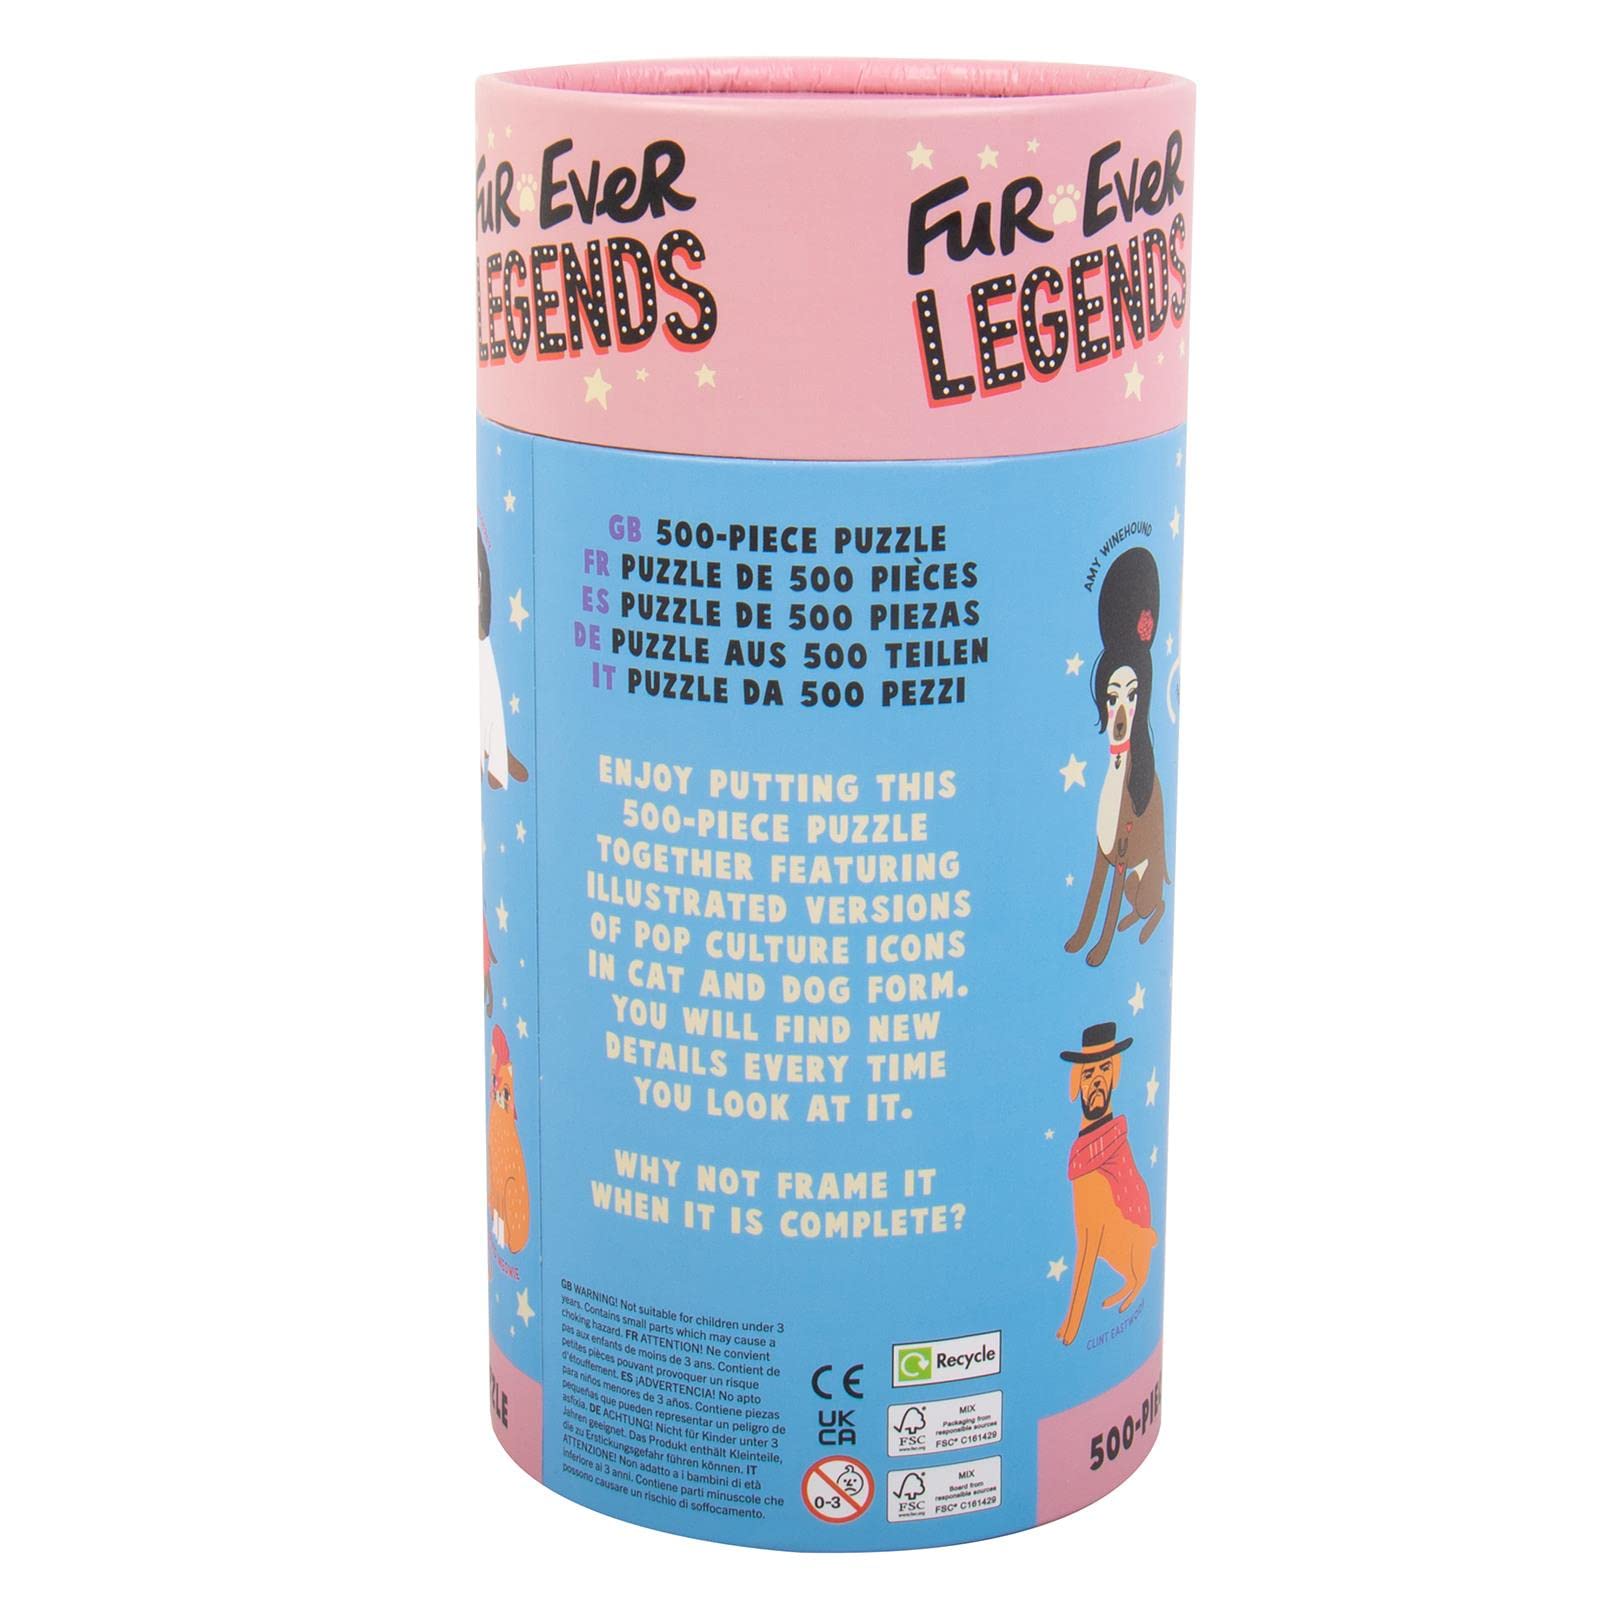 FUR EVER
LEGENDS
FUR EVER
LEGENDS
GB 500-PIECE PUZZLE
FR PUZZLE DE 500 PIÈCES
ES PUZZLE DE 500 PIEZAS
DE PUZZLE AUS 500 TEILEN
IT PUZZLE DA 500 PEZZI
ENJOY PUTTING THIS
500-PIECE PUZZLE
TOGETHER FEATURING
ILLUSTRATED VERSIONS
OF POP CULTURE ICONS
IN CAT AND DOG FORM.
YOU WILL FIND NEW
DETAILS EVERY TIME
YOU LOOK AT IT.
WHY NOT FRAME IT
WHEN IT IS COMPLETE?
AMY WINEHOUND
CLINT
GB WARNING! Not suitable for children under 3
years. Contains small parts which may cause a
choking hazard. FR ATTENTION! Ne convient
pas aux enfants de moins de 3 ans. Contient de
petites pièces pouvant provoquer un risque
d'étouffement. ES ¡ADVERTENCIA! No apto
para niños menores de 3 años. Contiene piezas
pequeñas que pueden representar un peligro de
asfixia. DE ACHTUNG! Nicht für Kinder unter 3
Jahren geeignet. Das Produkt enthält Kleinteile,
die zu Erstickungsgefahr führen können. IT
ATTENZIONE! Non adatto a i bambini di età
inferiore ai 3 anni. Contiene parti minuscole che
possono causare un rischio di soffocamento.
CE
UK
CA
0-3
Recycle
MIX
Packaging from
responsible sources
FSC® C161429
FSC
www.fsc.org
MIX
Board from
responsible sources
FSC® C161429
FSC
www.fsc.org
500-PIE